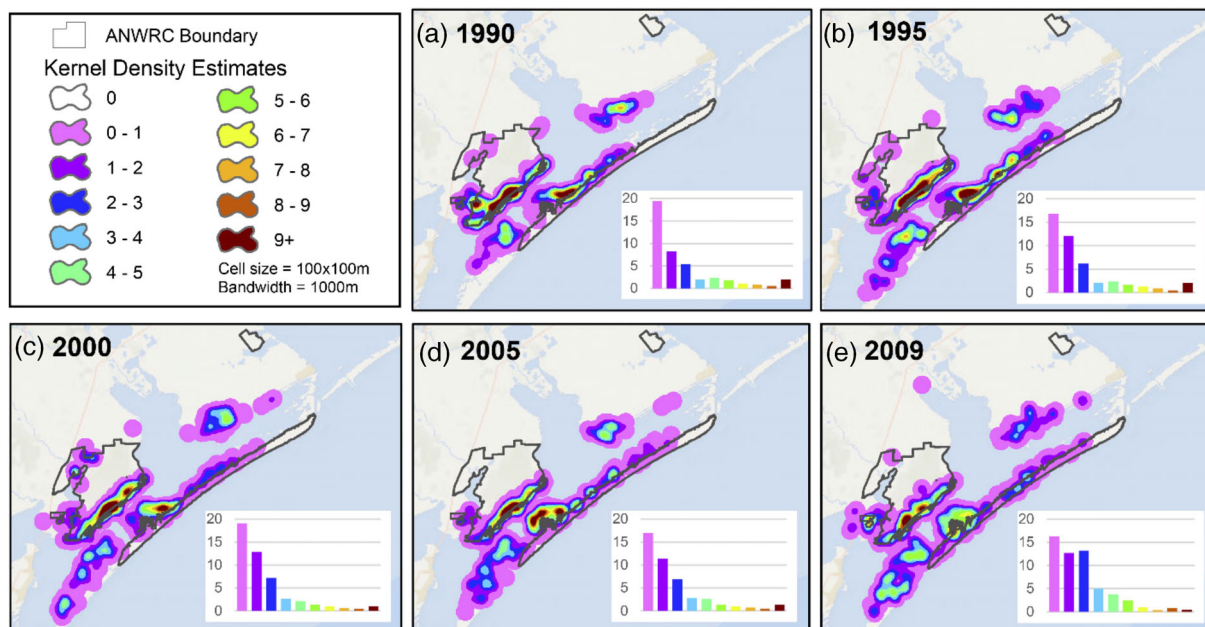 ANWRC Boundary
Kernel Density Estimates
0
0 - 1
1 - 2
2 - 3
3 - 4
4 - 5
5 - 6
6 - 7
7 - 8
8 - 9
9+
Cell size = 100x100m
Bandwidth = 1000m
(a) 1990
20
15
10
5
0
(b) 1995
20
15
10
5
0
(c) 2000
20
15
10
5
0
(d) 2005
20
15
10
5
0
(e) 2009
20
15
10
5
0